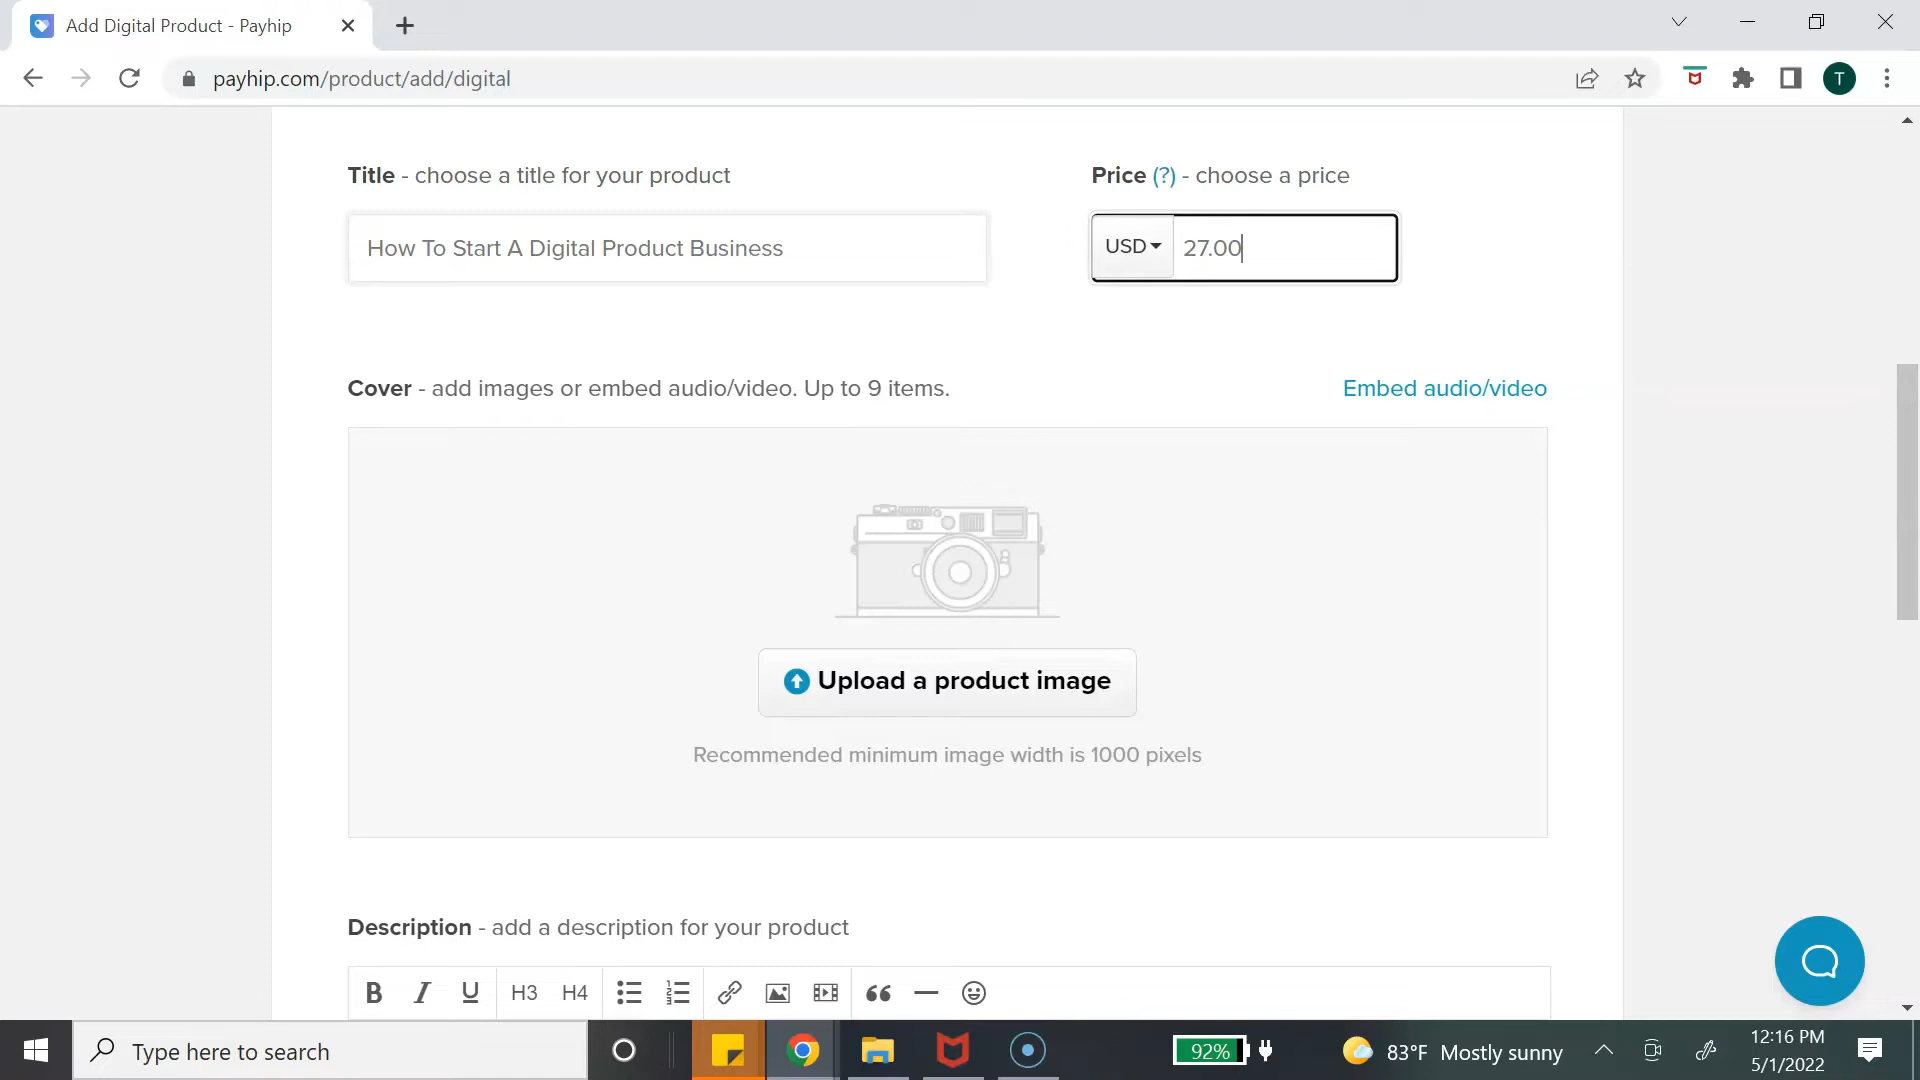 Add Digital Product - Payhip
payhip.com/product/add/digital
T
Title - choose a title for your product
Price (?) - choose a price
How To Start A Digital Product Business
USD 27.00
Cover - add images or embed audio/video. Up to 9 items.
Embed audio/video
Upload a product image
Recommended minimum image width is 1000 pixels
Description - add a description for your product
B I U H3 H4
Type here to search
92%
83°F Mostly sunny
12:16 PM
5/1/2022